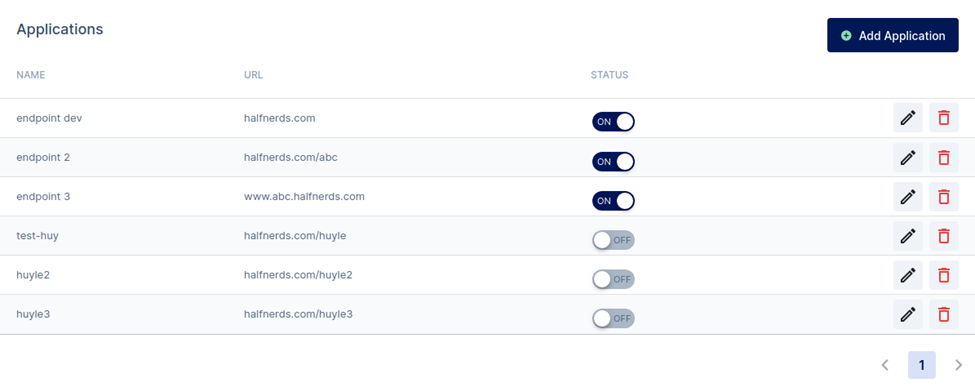 Applications
Add Application
NAME URL STATUS
endpoint dev halfnerds.com ON
endpoint 2 halfnerds.com/abc ON
endpoint 3 www.abc.halfnerds.com ON
test-huy halfnerds.com/huyle OFF
huyle2 halfnerds.com/huyle2 OFF
huyle3 halfnerds.com/huyle3 OFF
1